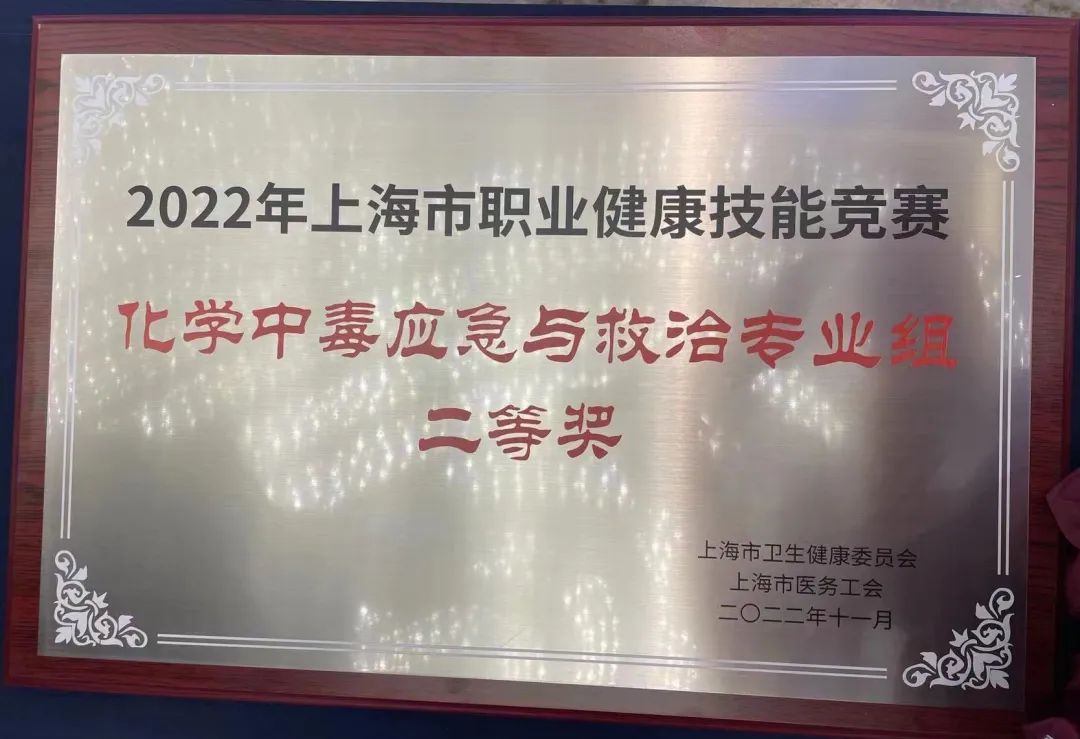 2022年上海市职业健康技能竞赛
化学中毒应急与救治专业组
二等奖
上海市卫生健康委员会
上海市医务工会
二〇二二年十一月